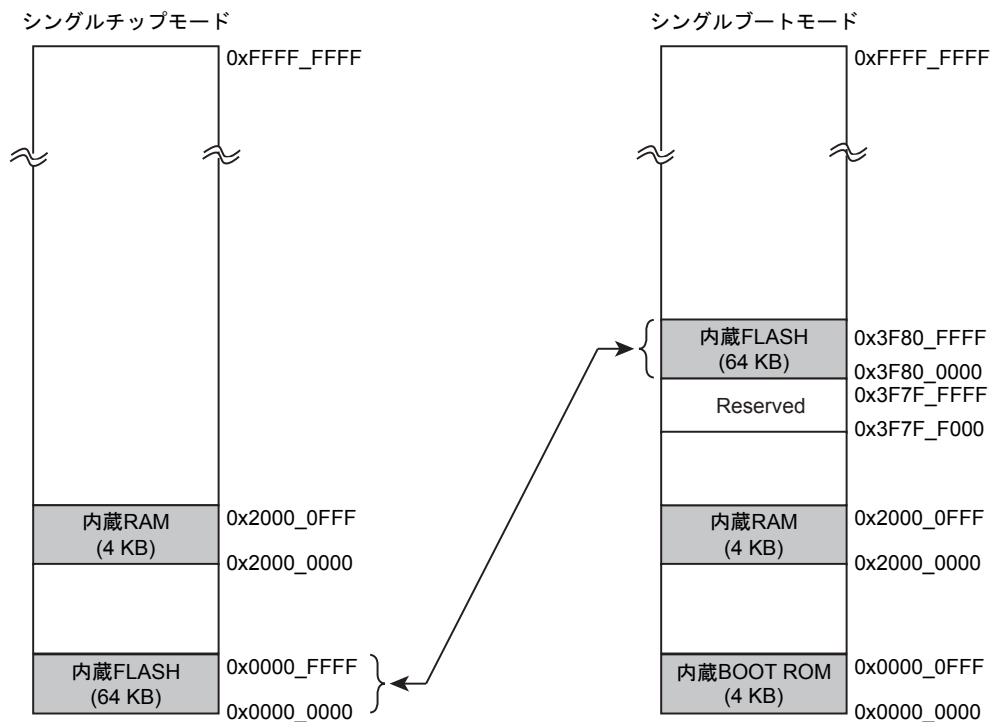 シングルチップモード
0xFFFF_FFFF
内蔵RAM
(4 KB)
0x2000_0FFF
0x2000_0000
内蔵FLASH
(64 KB)
0x0000_FFFF
0x0000_0000
シングルブートモード
0xFFFF_FFFF
内蔵FLASH
(64 KB)
0x3F80_FFFF
0x3F80_0000
Reserved
0x3F7F_FFFF
0x3F7F_F000
内蔵RAM
(4 KB)
0x2000_0FFF
0x2000_0000
内蔵BOOT ROM
(4 KB)
0x0000_0FFF
0x0000_0000